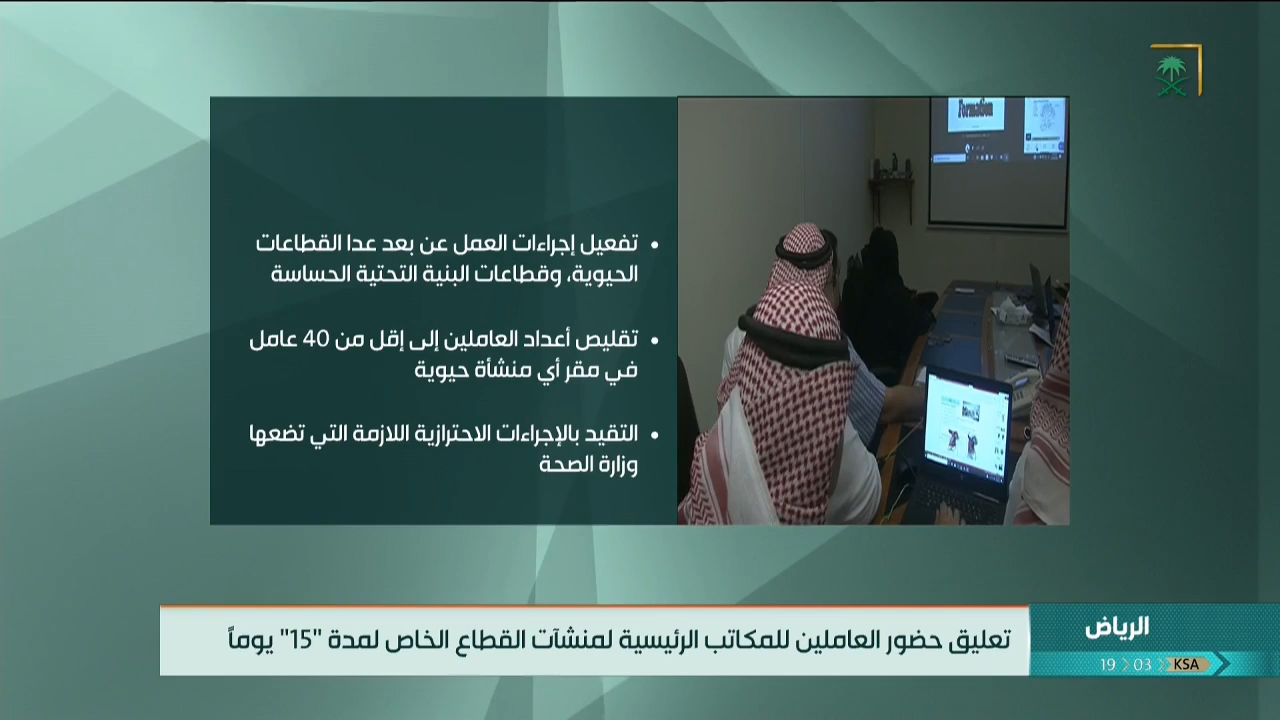 Formation
تفعيل إجراءات العمل عن بعد عدا القطاعات
الحيوية، وقطاعات البنية التحتية الحساسة
تقليص أعداد العاملين إلى إقل من 40 عامل
في مقر أي منشأة حيوية
التقيد بالإجراءات الاحترازية اللازمة التي تضعها
وزارة الصحة
الرياض
تعليق حضور العاملين للمكاتب الرئيسية لمنشآت القطاع الخاص لمدة "15" يوماً
19 03 KSA